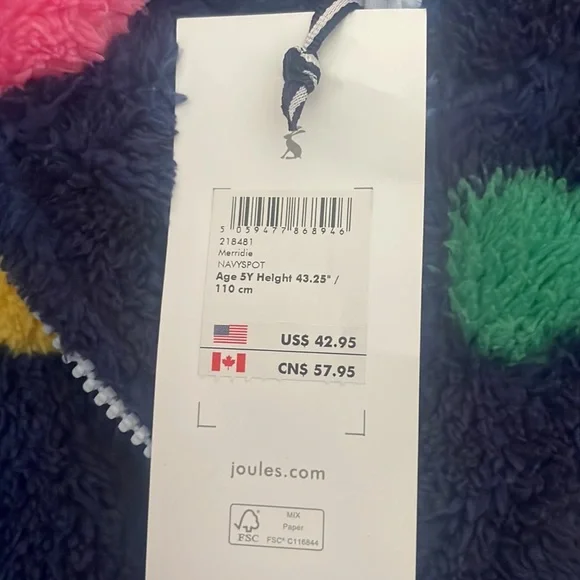 5 059477 868946
218481
Merridie
NAVYSPOT
Age 5Y Height 43.25" /
110 cm
US$ 42.95
CN$ 57.95
joules.com
MIX
Paper
FSC FSC® C116844